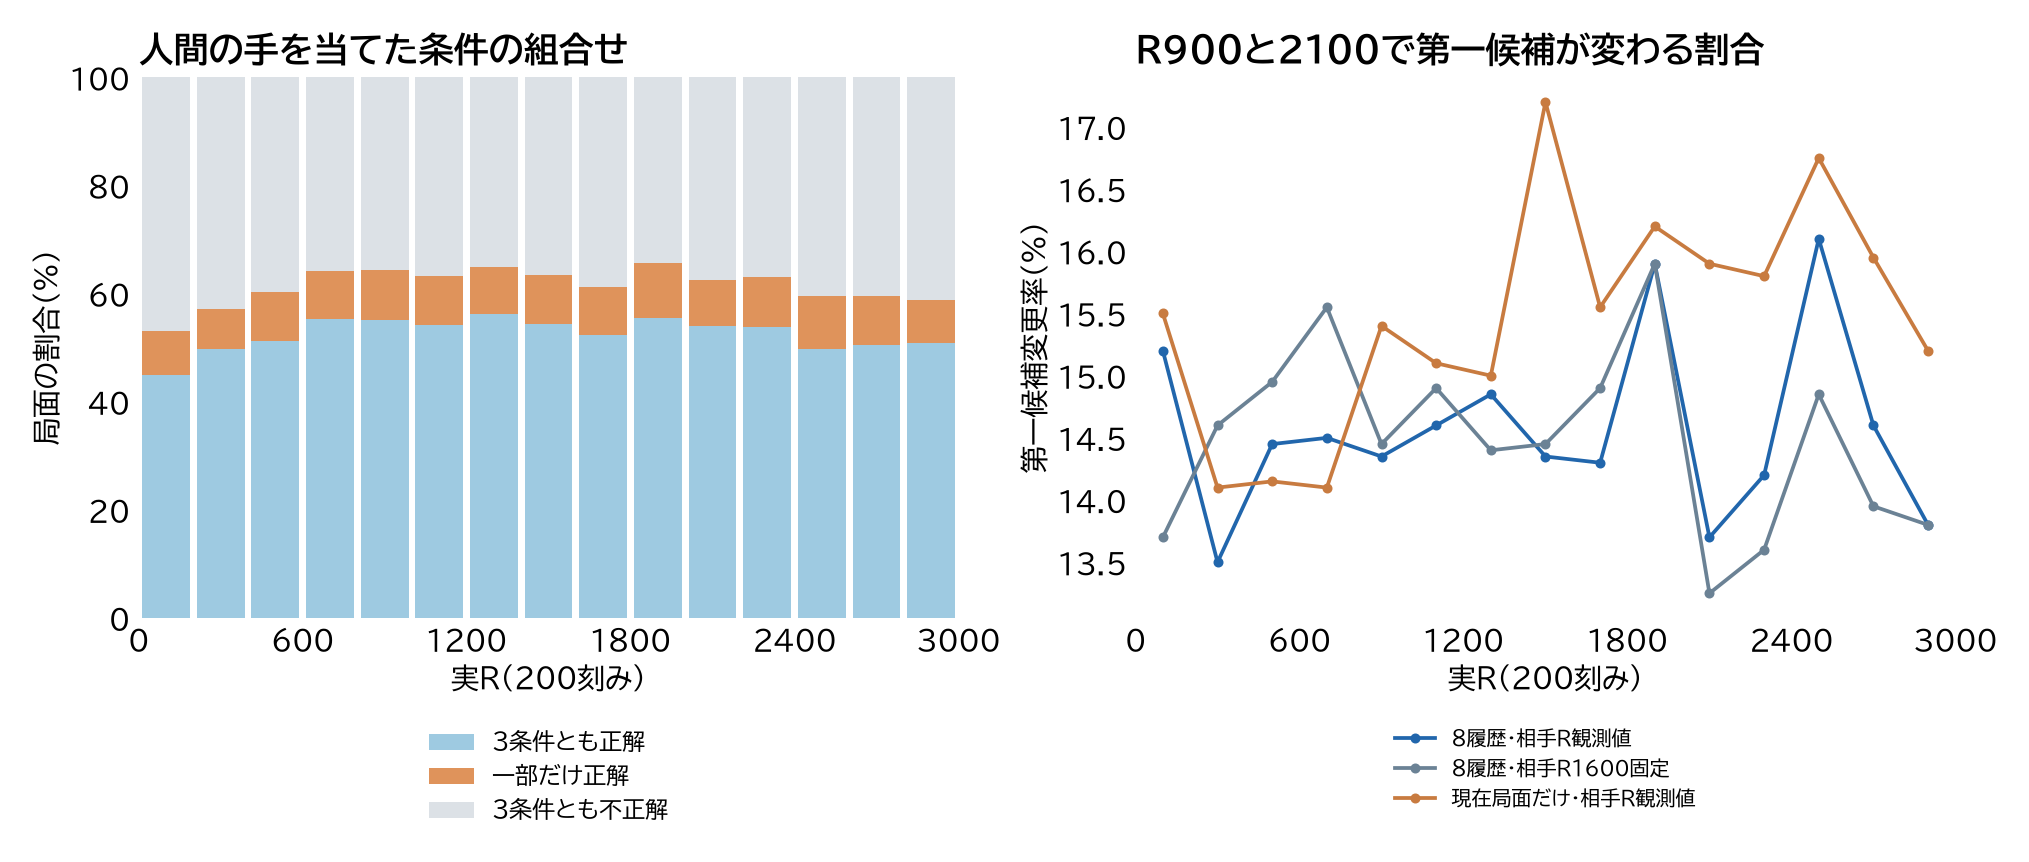 人間の手を当てた条件の組合せ
100
80
60
40
20
0
局面の割合(%)
0 600 1200 1800 2400 3000
実R(200刻み)
3条件とも正解
一部だけ正解
3条件とも不正解
R900と2100で第一候補が変わる割合
17.0
16.5
16.0
15.5
15.0
14.5
14.0
13.5
第一候補変更率(%)
0 600 1200 1800 2400 3000
実R(200刻み)
8履歴・相手R観測値
8履歴・相手R1600固定
現在局面だけ・相手R観測値